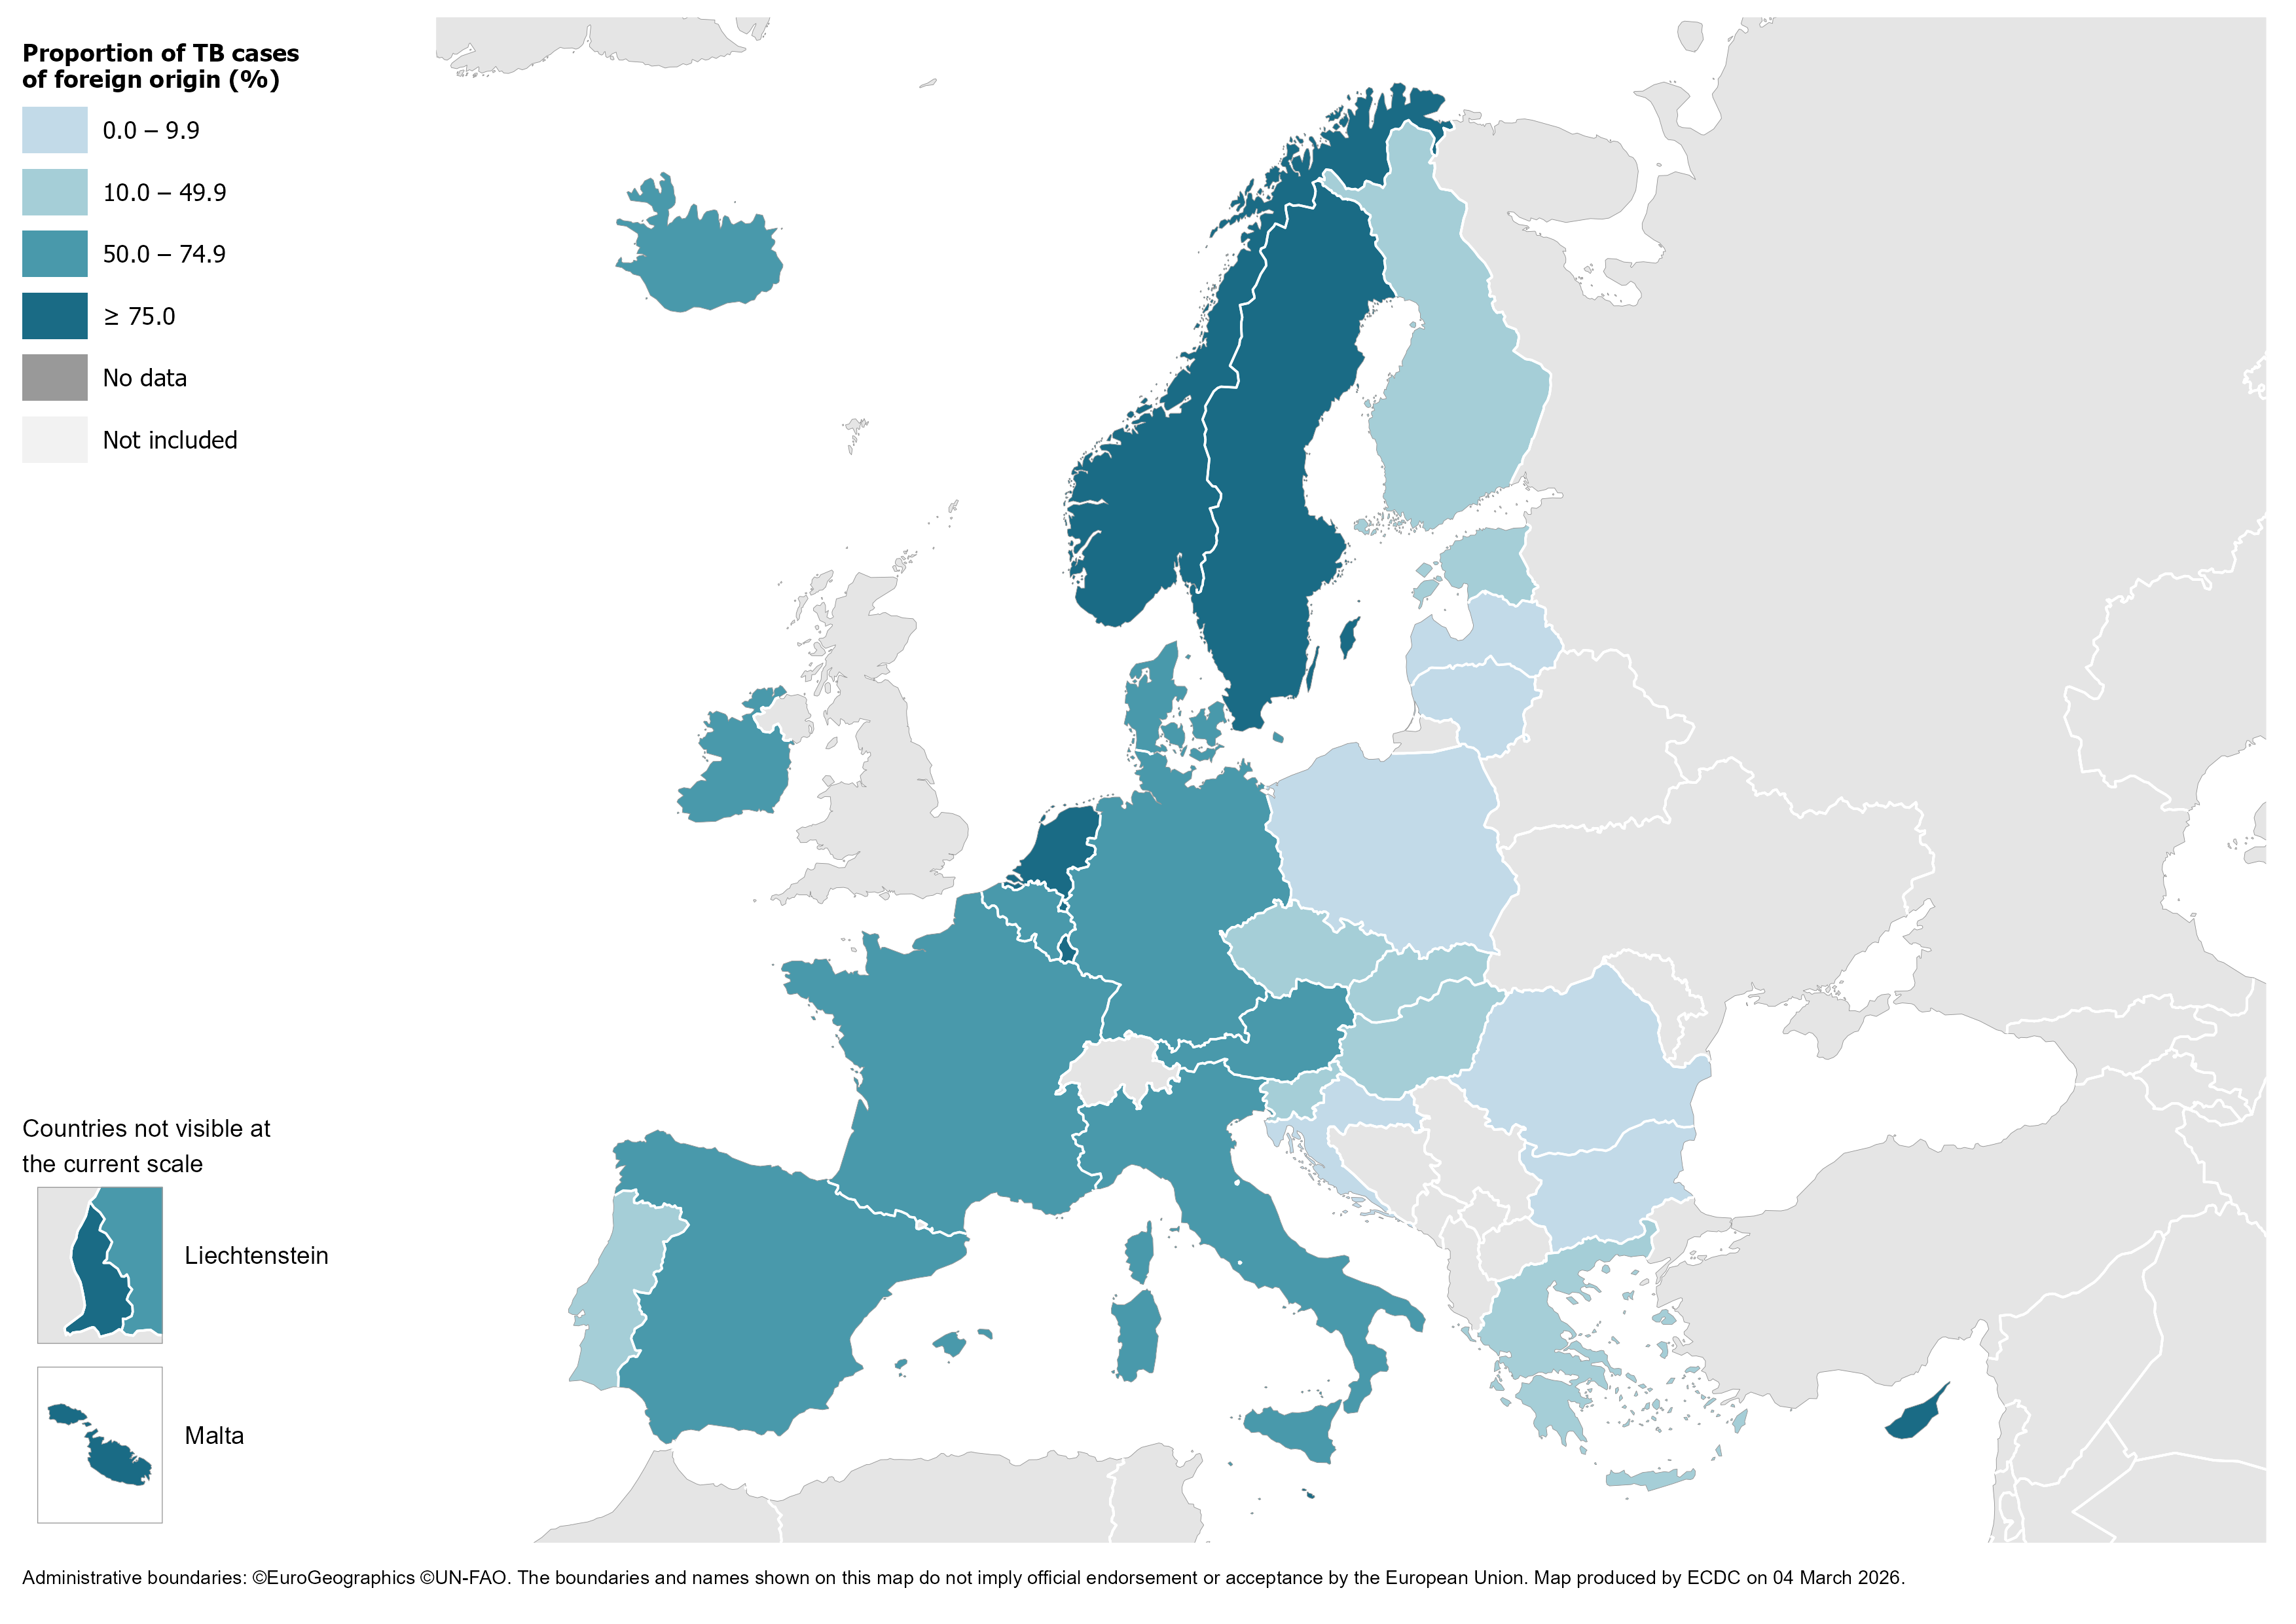 Proportion of TB cases
of foreign origin (%)
0.0 – 9.9
10.0 – 49.9
50.0 – 74.9
≥ 75.0
No data
Not included
Countries not visible at
the current scale
Liechtenstein
Malta
Administrative boundaries: ©EuroGeographics ©UN-FAO. The boundaries and names shown on this map do not imply official endorsement or acceptance by the European Union. Map produced by ECDC on 04 March 2026.